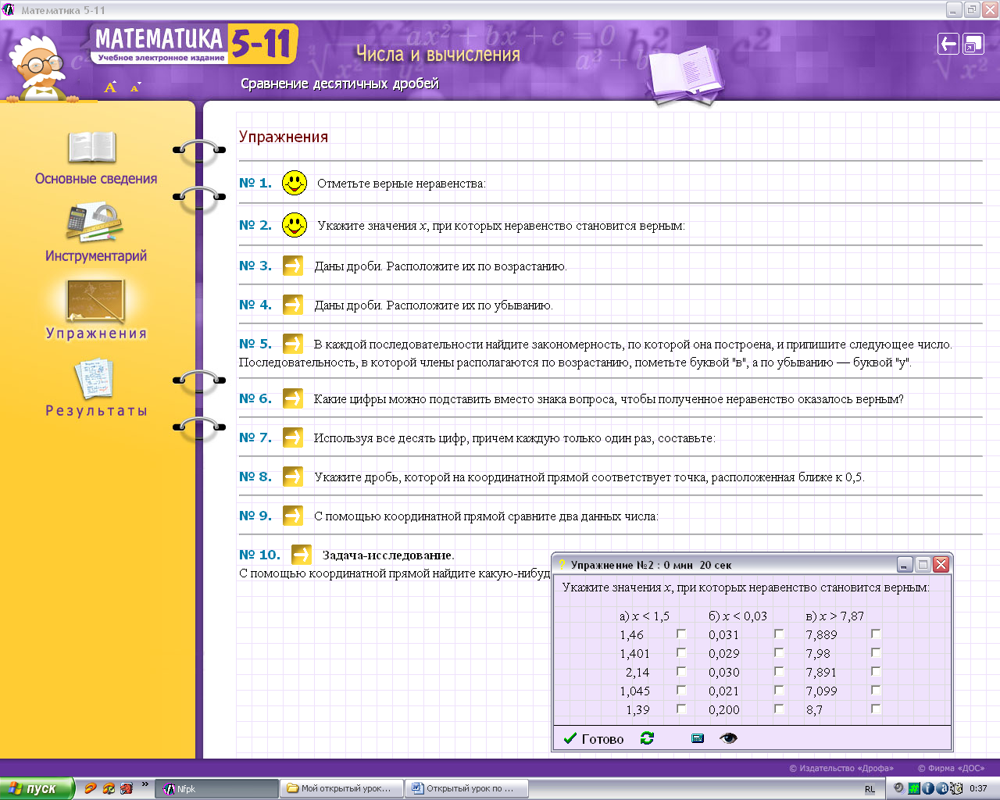 Математика 5-11
МАТЕМАТИКА 5-11
Учебное электронное издание
Числа и вычисления
Сравнение десятичных дробей
A A
Основные сведения
Инструментарий
Упражнения
Результаты
Упражнения
№ 1. Отметьте верные неравенства:
№ 2. Укажите значения x, при которых неравенство становится верным:
№ 3. Даны дроби. Расположите их по возрастанию.
№ 4. Даны дроби. Расположите их по убыванию.
№ 5. В каждой последовательности найдите закономерность, по которой она построена, и припишите следующее число.
Последовательность, в которой члены располагаются по возрастанию, пометьте буквой "в", а по убыванию — буквой "у".
№ 6. Какие цифры можно подставить вместо знака вопроса, чтобы полученное неравенство оказалось верным?
№ 7. Используя все десять цифр, причем каждую только один раз, составьте:
№ 8. Укажите дробь, которой на координатной прямой соответствует точка, расположенная ближе к 0,5.
№ 9. С помощью координатной прямой сравните два данных числа:
№ 10. Задача-исследование.
С помощью координатной прямой найдите какую-нибуд
Упражнение №2 : 0 мин 20 сек
Укажите значения x, при которых неравенство становится верным:
а) x < 1,5 б) x < 0,03 в) x > 7,87
1,46 0,031 7,889
1,401 0,029 7,98
2,14 0,030 7,891
1,045 0,021 7,099
1,39 0,200 8,7
Готово
© Издательство «Дрофа» © Фирма «ДОС»
пуск
»
Nfpk
Мой открытый урок...
Открытый урок по ...
RL
0:37